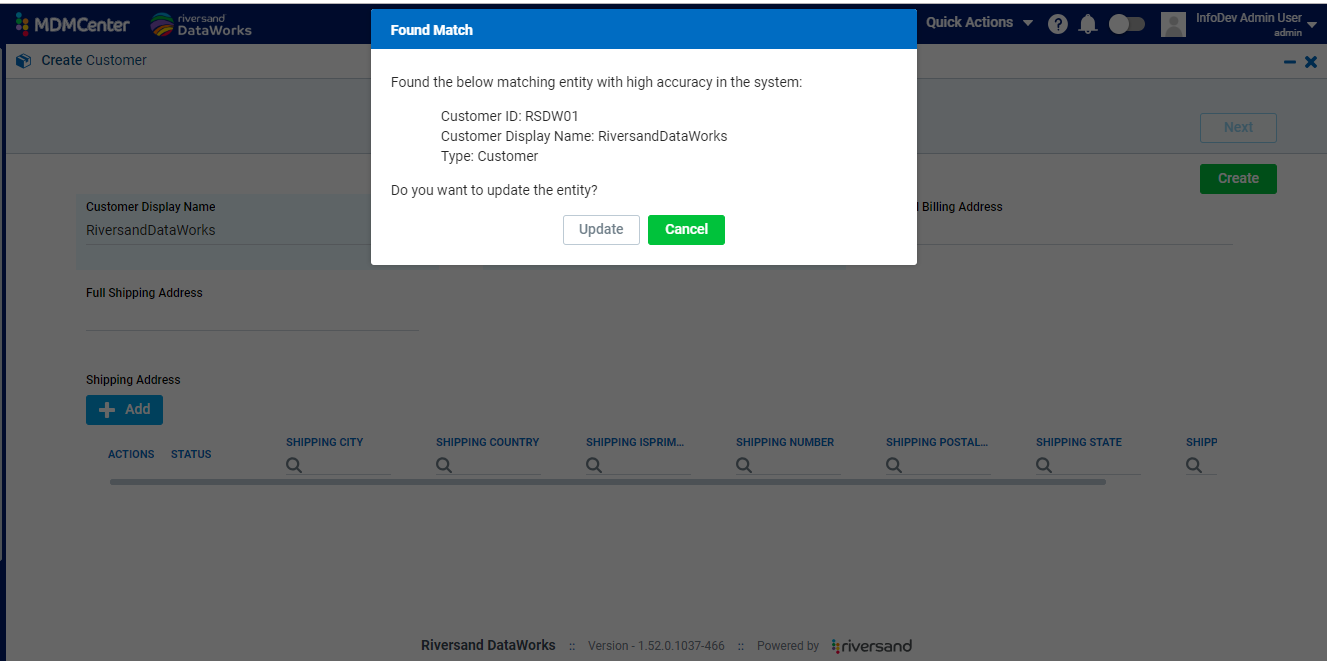 MDMCenter
riversand
DataWorks
Found Match
Quick Actions
?
InfoDev Admin User
admin
Create Customer
Found the below matching entity with high accuracy in the system:
Customer ID: RSDW01
Customer Display Name: RiversandDataWorks
Type: Customer
Do you want to update the entity?
Update
Cancel
Next
Create
Customer Display Name
RiversandDataWorks
Billing Address
Full Shipping Address
Shipping Address
Add
ACTIONS STATUS SHIPPING CITY SHIPPING COUNTRY SHIPPING ISPRIM... SHIPPING NUMBER SHIPPING POSTAL... SHIPPING STATE SHIPP
Riversand DataWorks :: Version - 1.52.0.1037-466 :: Powered by riversand